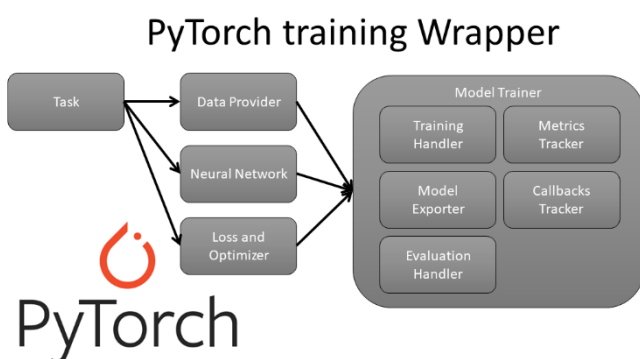 PyTorch training Wrapper
Task
Data Provider
Neural Network
Loss and
Optimizer
Model Trainer
Training
Handler
Metrics
Tracker
Model
Exporter
Callbacks
Tracker
Evaluation
Handler
PyTorch